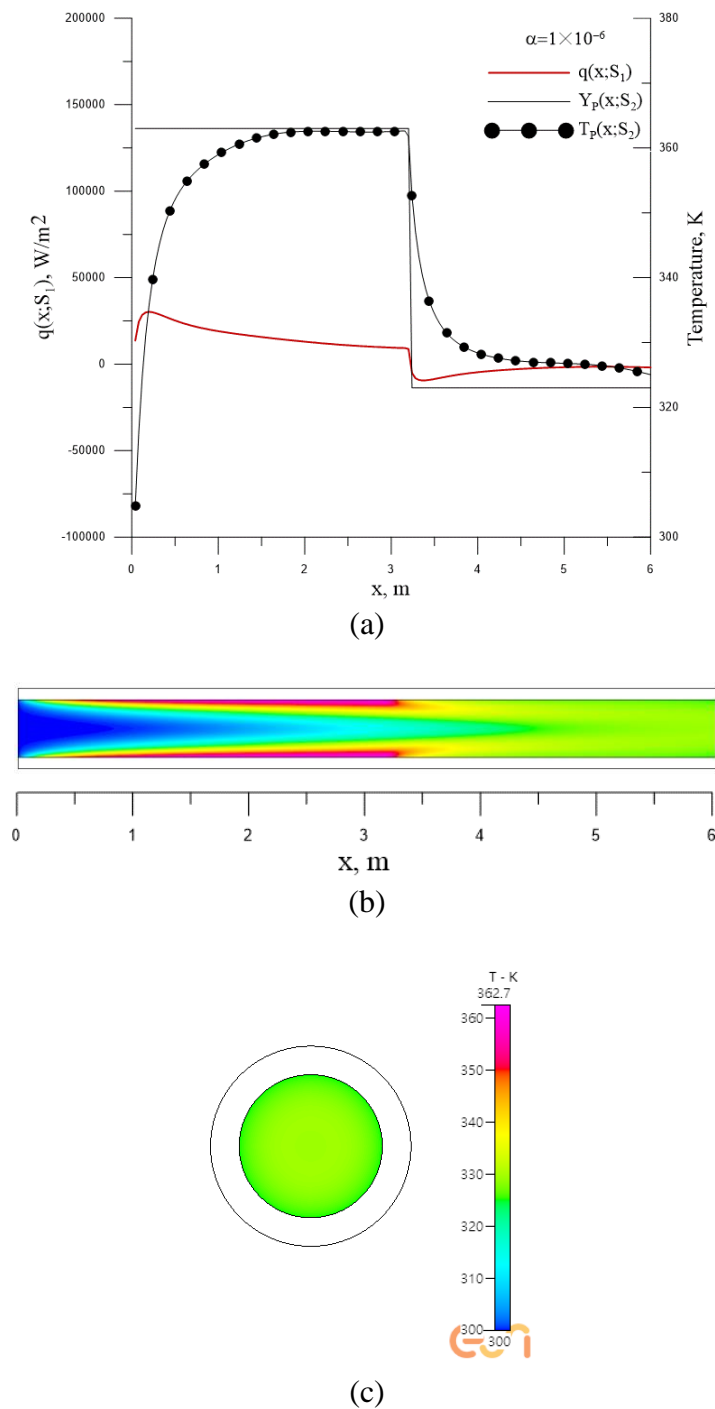 200000
150000
100000
50000
0
-50000
-100000
q(x;S₁), W/m²
380
360
340
320
300
Temperature, K
α=1×10⁻⁶
q(x;S₁)
Yₚ(x;S₂)
Tₚ(x;S₂)
0 1 2 3 4 5 6
x, m
(a)
0 1 2 3 4 5 6
x, m
(b)
T - K
362.7
360
350
340
330
320
310
300
300
(c)